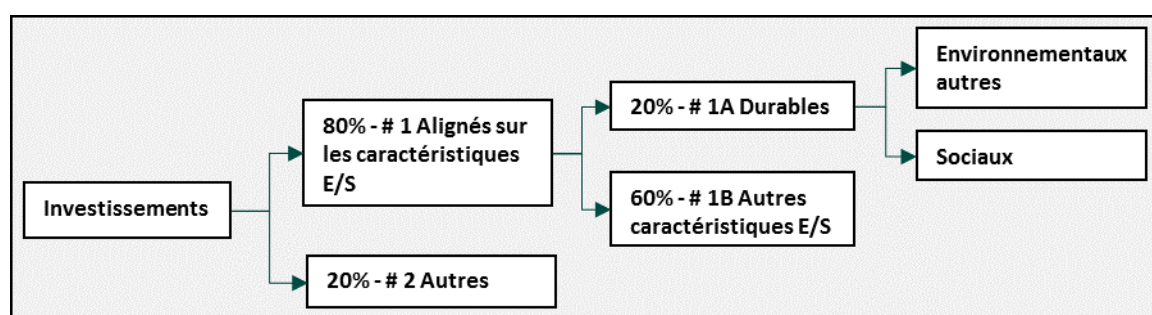 Investissements
80% - # 1 Alignés sur
les caractéristiques
E/S
20% - # 2 Autres
20% - # 1A Durables
60% - # 1B Autres
caractéristiques E/S
Environnementaux
autres
Sociaux